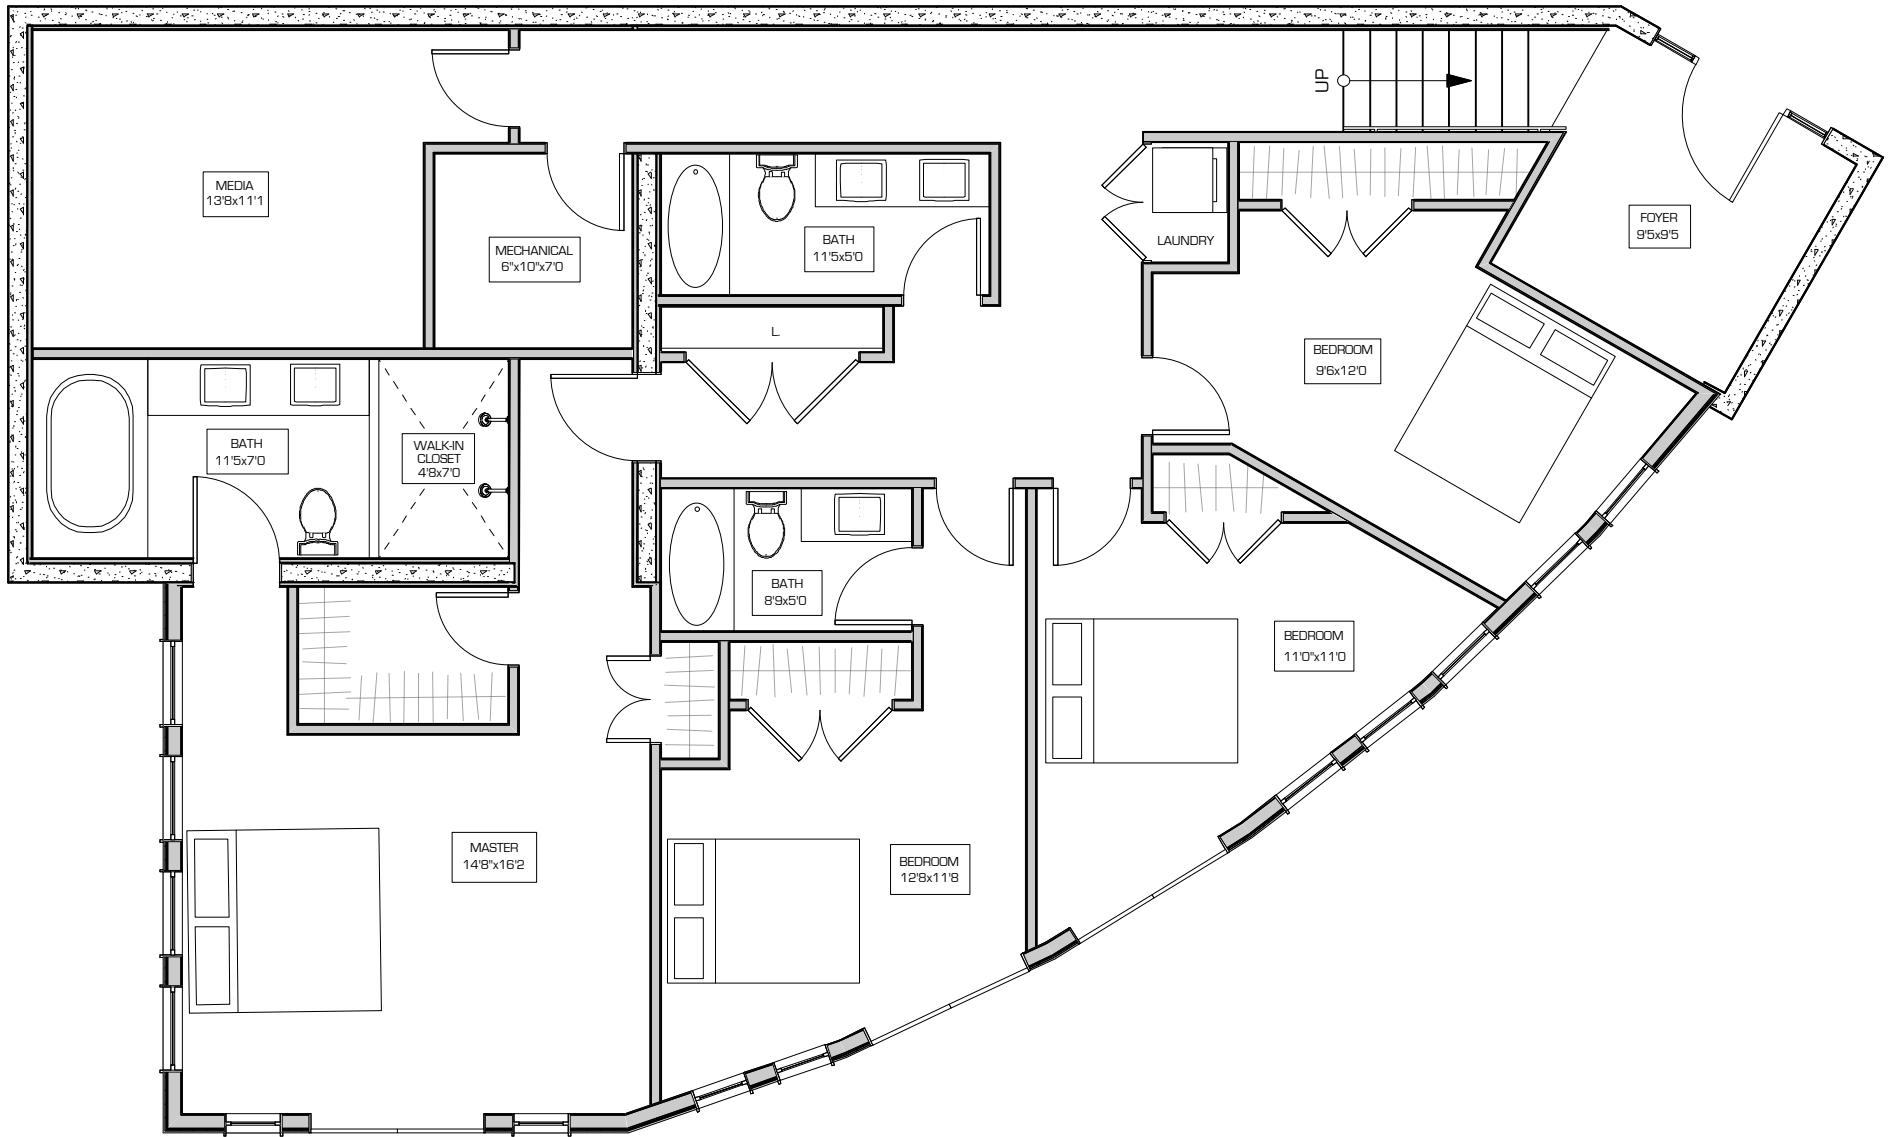 UP
MEDIA
13'8x11'1
FOYER
9'5x9'5
MECHANICAL
6"x10"x7'0
BATH
11'5x5'0
LAUNDRY
L
BEDROOM
9'6x12'0
BATH
11'5x7'0
WALK-IN
CLOSET
4'8x7'0
BATH
8'9x5'0
BEDROOM
11'0"x11'0
MASTER
14'8"x16'2
BEDROOM
12'8x11'8